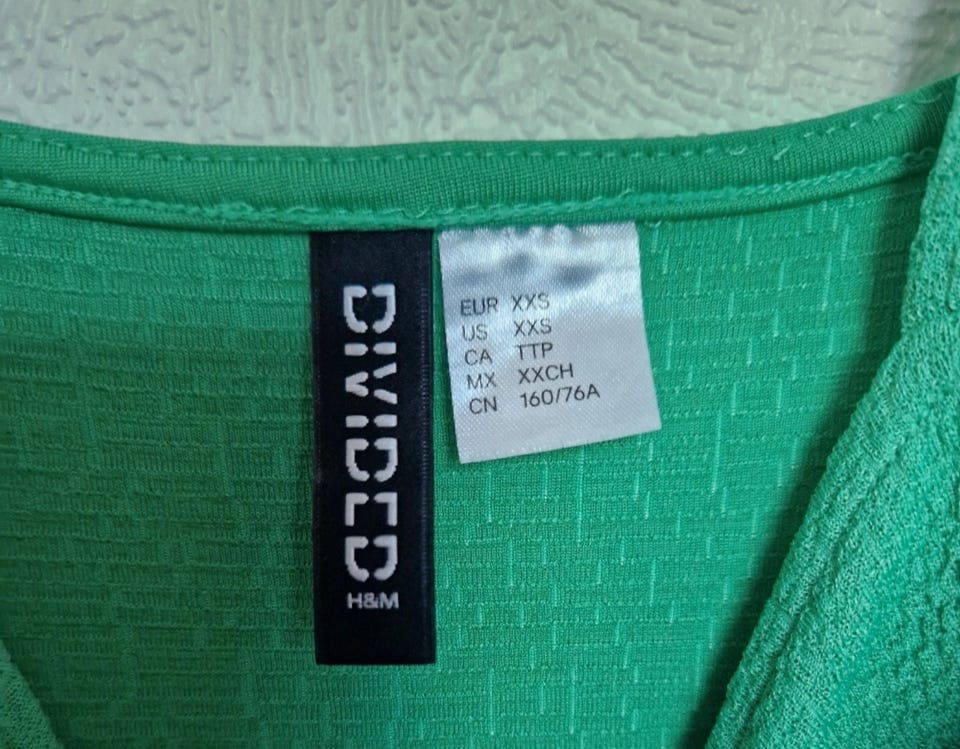 DIVIDED
H&M
EUR XXS
US XXS
CA TTP
MX XXCH
CN 160/76A